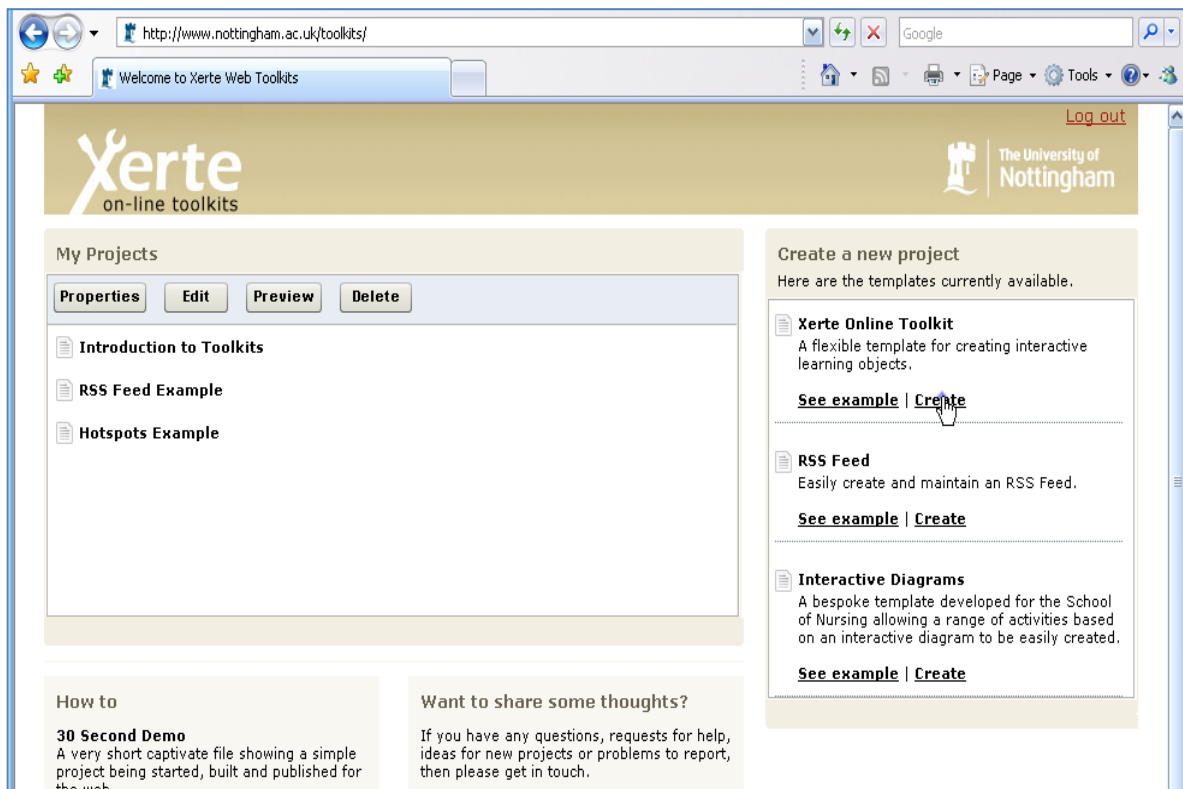 http://www.nottingham.ac.uk/toolkits/
Google
Welcome to Xerte Web Toolkits
Page
Tools
Log out
Xerte
on-line toolkits
The University of
Nottingham
My Projects
Properties
Edit
Preview
Delete
Introduction to Toolkits
RSS Feed Example
Hotspots Example
Create a new project
Here are the templates currently available.
Xerte Online Toolkit
A flexible template for creating interactive
learning objects.
See example | Create
RSS Feed
Easily create and maintain an RSS Feed.
See example | Create
Interactive Diagrams
A bespoke template developed for the School
of Nursing allowing a range of activities based
on an interactive diagram to be easily created.
See example | Create
How to
30 Second Demo
A very short captivate file showing a simple
project being started, built and published for
the web.
Want to share some thoughts?
If you have any questions, requests for help,
ideas for new projects or problems to report,
then please get in touch.